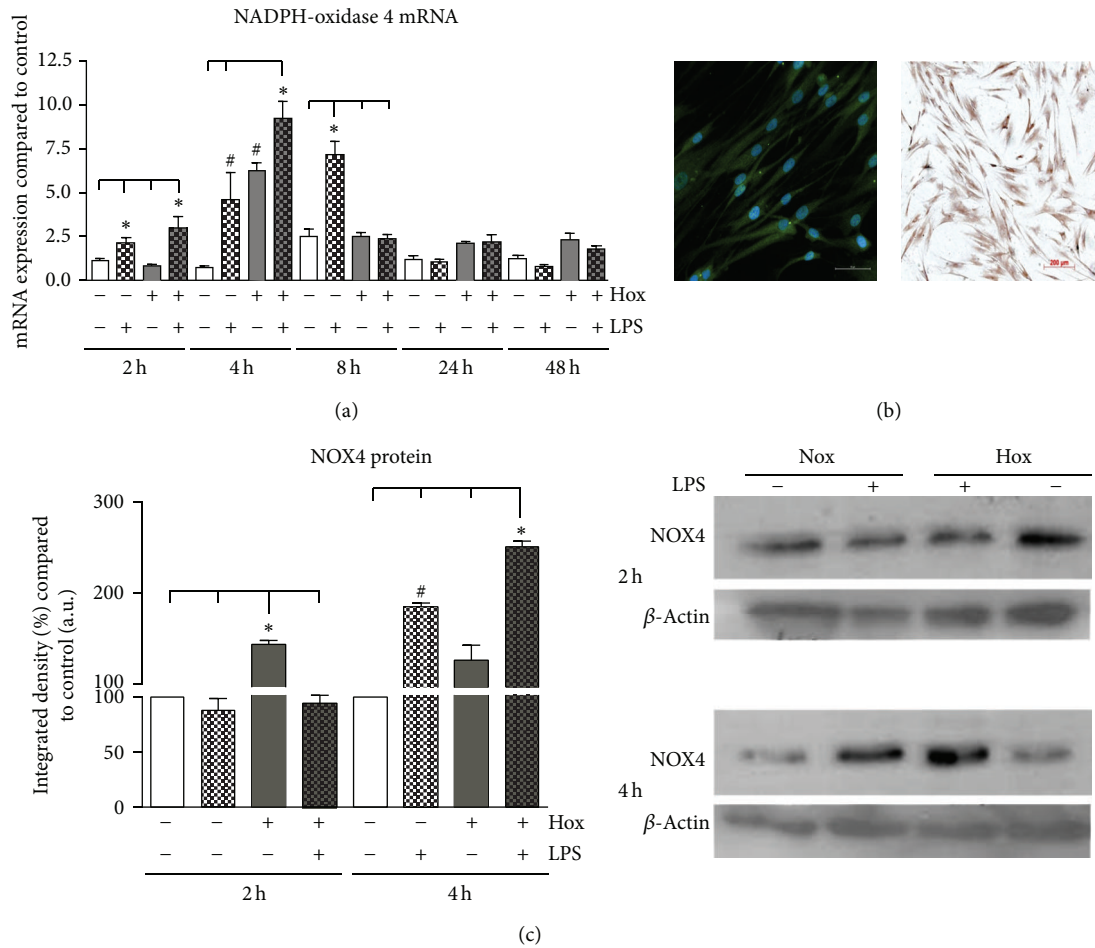 NADPH-oxidase 4 mRNA
mRNA expression compared to control
12.5
10.0
7.5
5.0
2.5
0.0
* * # # * *
− − + + − − + + − − + + − − + + − − + + Hox
− + − + − + − + − + − + − + − + − + − + LPS
2 h 4 h 8 h 24 h 48 h
(a)
200 μm
(b)
NOX4 protein
Integrated density (%) compared
to control (a.u.)
300
200
100
100
50
0
* # *
− − + + − − + + Hox
− − − + − + − + LPS
2 h 4 h
Nox Hox
LPS − + + −
NOX4
2 h
β-Actin
NOX4
4 h
β-Actin
(c)